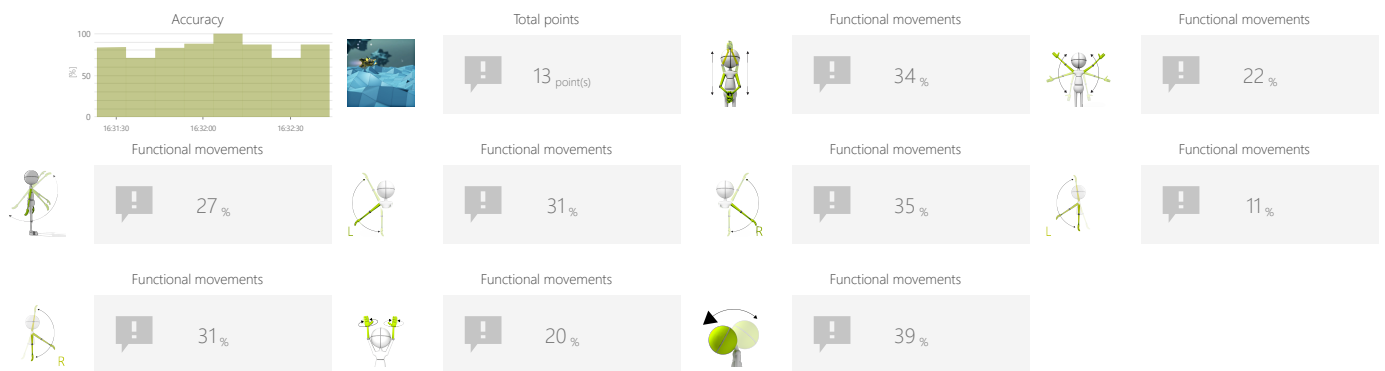 Accuracy
Total points
Functional movements
Functional movements
100
50
0
[%]
16:31:30
16:32:00
16:32:30
13 point(s)
34 %
22 %
Functional movements
Functional movements
Functional movements
Functional movements
27 %
L
31 %
R
35 %
L
11 %
Functional movements
Functional movements
Functional movements
R
31 %
20 %
39 %